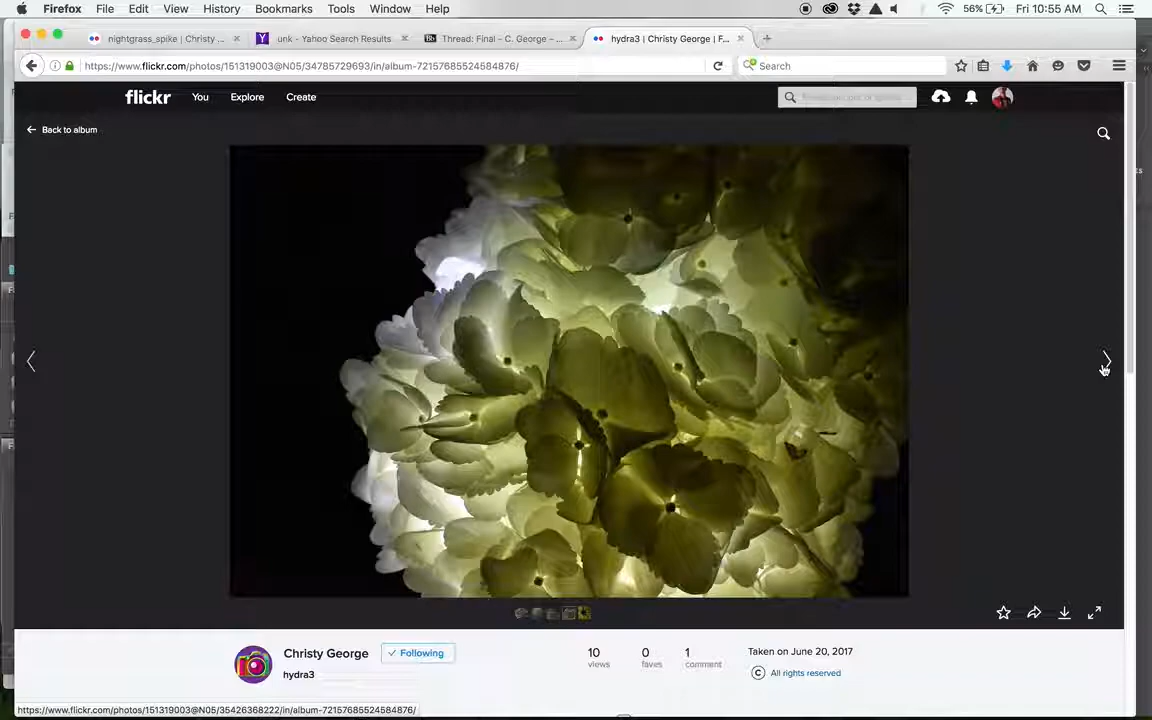 Firefox File Edit View History Bookmarks Tools Window Help 56% Fri 10:55 AM
nightgrass_spike | Christy ... unk - Yahoo Search Results Thread: Final – C. George – ... hydra3 | Christy George | F...
https://www.flickr.com/photos/151319003@N05/34785729693/in/album-72157685524584876/ Search
flickr You Explore Create
Back to album
Christy George Following 10 0 1 Taken on June 20, 2017
views faves comment
hydra3 All rights reserved
https://www.flickr.com/photos/151319003@N05/35426368222/in/album-72157685524584876/